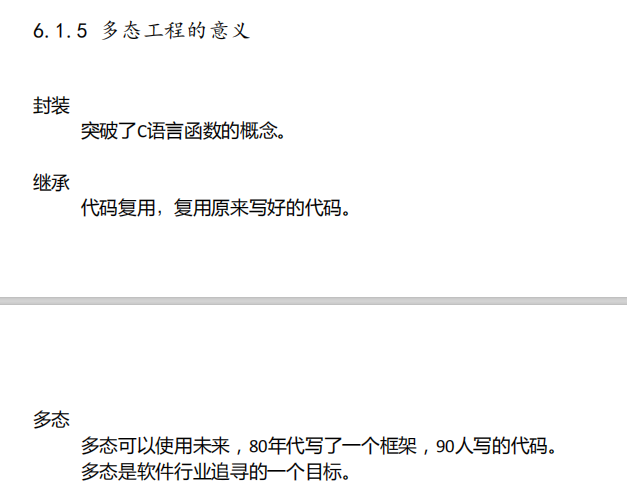 6.1.5 多态工程的意义
封装
突破了C语言函数的概念。
继承
代码复用，复用原来写好的代码。
多态
多态可以使用未来，80年代写了一个框架，90人写的代码。
多态是软件行业追寻的一个目标。